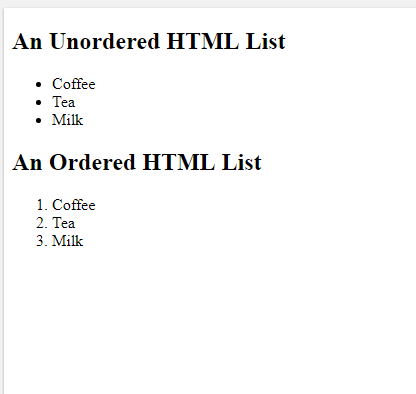 An Unordered HTML List
• Coffee
• Tea
• Milk
An Ordered HTML List
1. Coffee
2. Tea
3. Milk